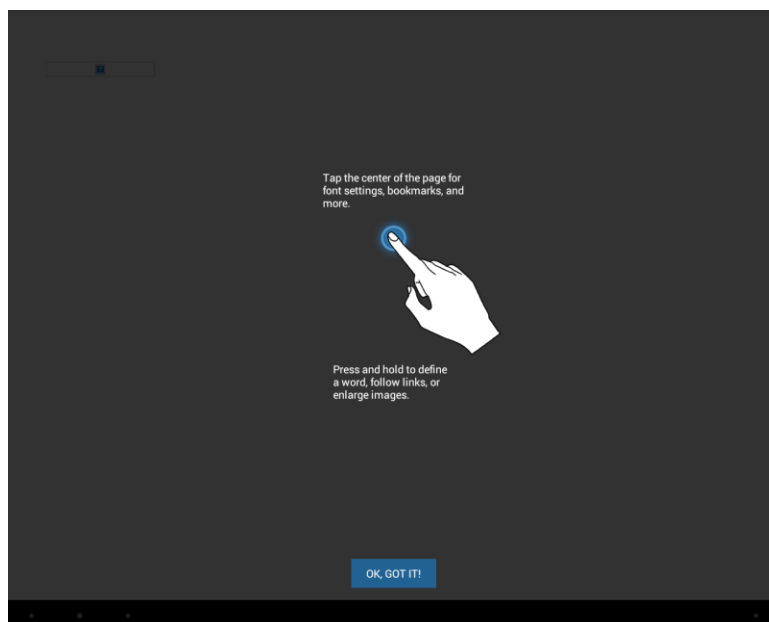 Tap the center of the page for
font settings, bookmarks, and
more.
Press and hold to define
a word, follow links, or
enlarge images.
OK, GOT IT!